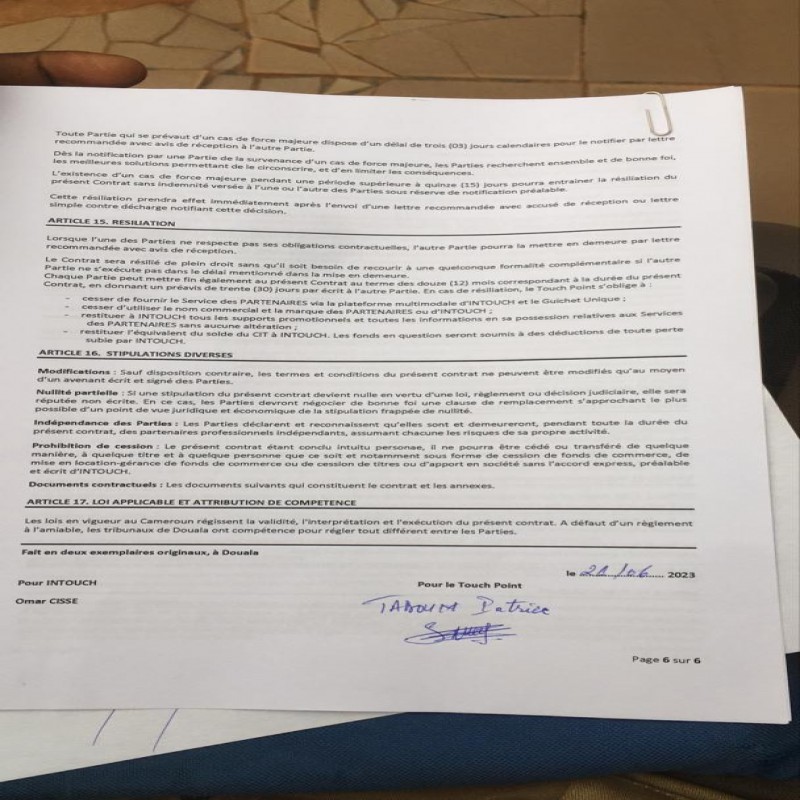 Toute Partie qui se prévaut d'un cas de force majeure dispose d'un délai de trois (03) jours calendaires pour le notifier par lettre
recommandée avec avis de réception à l'autre Partie.
Dès la notification par une Partie de la survenance d'un cas de force majeure, les Parties recherchent ensemble et de bonne foi,
les meilleures solutions permettant de le circonscrire, et d'en limiter les conséquences.
L'existence d'un cas de force majeure pendant une période supérieure à quinze (15) jours pourra entrainer la résiliation du
présent Contrat sans indemnité versée à l'une ou l'autre des Parties sous réserve de notification préalable.
Cette résiliation prendra effet immédiatement après l'envoi d'une lettre recommandée avec accusé de réception ou lettre
simple contre décharge notifiant cette décision.
ARTICLE 15. RESILIATION
Lorsque l'une des Parties ne respecte pas ses obligations contractuelles, l'autre Partie pourra la mettre en demeure par lettre
recommandée avec avis de réception.
Le Contrat sera résilié de plein droit sans qu'il soit besoin de recourir à une quelconque formalité complémentaire si l'autre
Partie ne s'exécute pas dans le délai mentionné dans la mise en demeure.
Chaque Partie peut mettre fin également au présent Contrat au terme des douze (12) mois correspondant à la durée du présent
Contrat, en donnant un préavis de trente (30) jours par écrit à l'autre Partie. En cas de résiliation, le Touch Point s'oblige à :
- cesser de fournir le Service des PARTENAIRES via la plateforme multimodale d'INTOUCH et le Guichet Unique ;
- cesser d'utiliser le nom commercial et la marque des PARTENAIRES ou d'INTOUCH ;
- restituer à INTOUCH tous les supports promotionnels et toutes les informations en sa possession relatives aux Services
des PARTENAIRES sans aucune altération ;
- restituer l'équivalent du solde du CIT à INTOUCH. Les fonds en question seront soumis à des déductions de toute perte
subie par INTOUCH.
ARTICLE 16. STIPULATIONS DIVERSES
Modifications : Sauf disposition contraire, les termes et conditions du présent contrat ne peuvent être modifiés qu'au moyen
d'un avenant écrit et signé des Parties.
Nullité partielle : Si une stipulation du présent contrat devient nulle en vertu d'une loi, règlement ou décision judiciaire, elle sera
réputée non écrite. En ce cas, les Parties devront négocier de bonne foi une clause de remplacement s'approchant le plus
possible d'un point de vue juridique et économique de la stipulation frappée de nullité.
Indépendance des Parties : Les Parties déclarent et reconnaissent qu'elles sont et demeureront, pendant toute la durée du
présent contrat, des partenaires professionnels indépendants, assumant chacune les risques de sa propre activité.
Prohibition de cession : Le présent contrat étant conclu intuitu personae, il ne pourra être cédé ou transféré de quelque
manière, à quelque titre et à quelque personne que ce soit et notamment sous forme de cession de fonds de commerce, de
mise en location-gérance de fonds de commerce ou de cession de titres ou d'apport en société sans l'accord express, préalable
et écrit d'INTOUCH.
Documents contractuels : Les documents suivants qui constituent le contrat et les annexes.
ARTICLE 17. LOI APPLICABLE ET ATTRIBUTION DE COMPETENCE
Les lois en vigueur au Cameroun régissent la validité, l'interprétation et l'exécution du présent contrat. A défaut d'un règlement
à l'amiable, les tribunaux de Douala ont compétence pour régler tout différent entre les Parties.
Fait en deux exemplaires originaux, à Douala
le /06 2023
Pour INTOUCH
Pour le Touch Point
Omar CISSE
Patrice
Page 6 sur 6